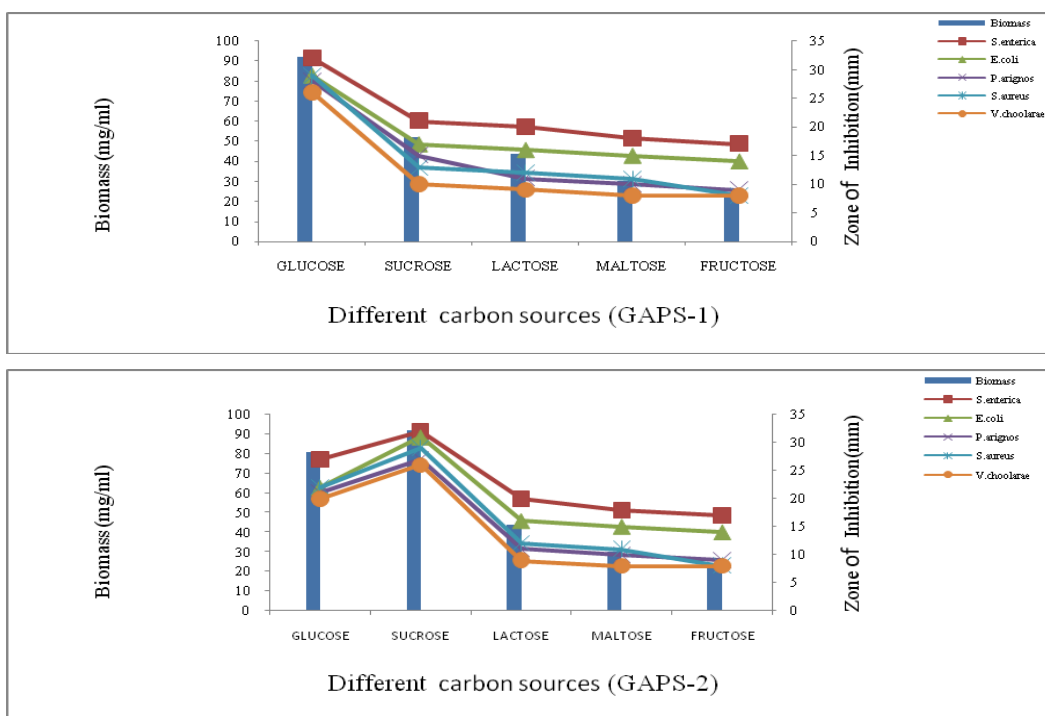 Biomass
S.enterica
E.coli
P.arignos
S.aureus
V.choolarae
Biomass (mg/ml)
100
90
80
70
60
50
40
30
20
10
0
35
30
25
20
15
10
5
0
Zone of Inhibition(mm)
GLUCOSE SUCROSE LACTOSE MALTOSE FRUCTOSE
Different carbon sources (GAPS-1)
Biomass
S.enterica
E.coli
P.arignos
S.aureus
V.choolarae
Biomass (mg/ml)
100
90
80
70
60
50
40
30
20
10
0
35
30
25
20
15
10
5
0
Zone of Inhibition(mm)
GLUCOSE SUCROSE LACTOSE MALTOSE FRUCTOSE
Different carbon sources (GAPS-2)